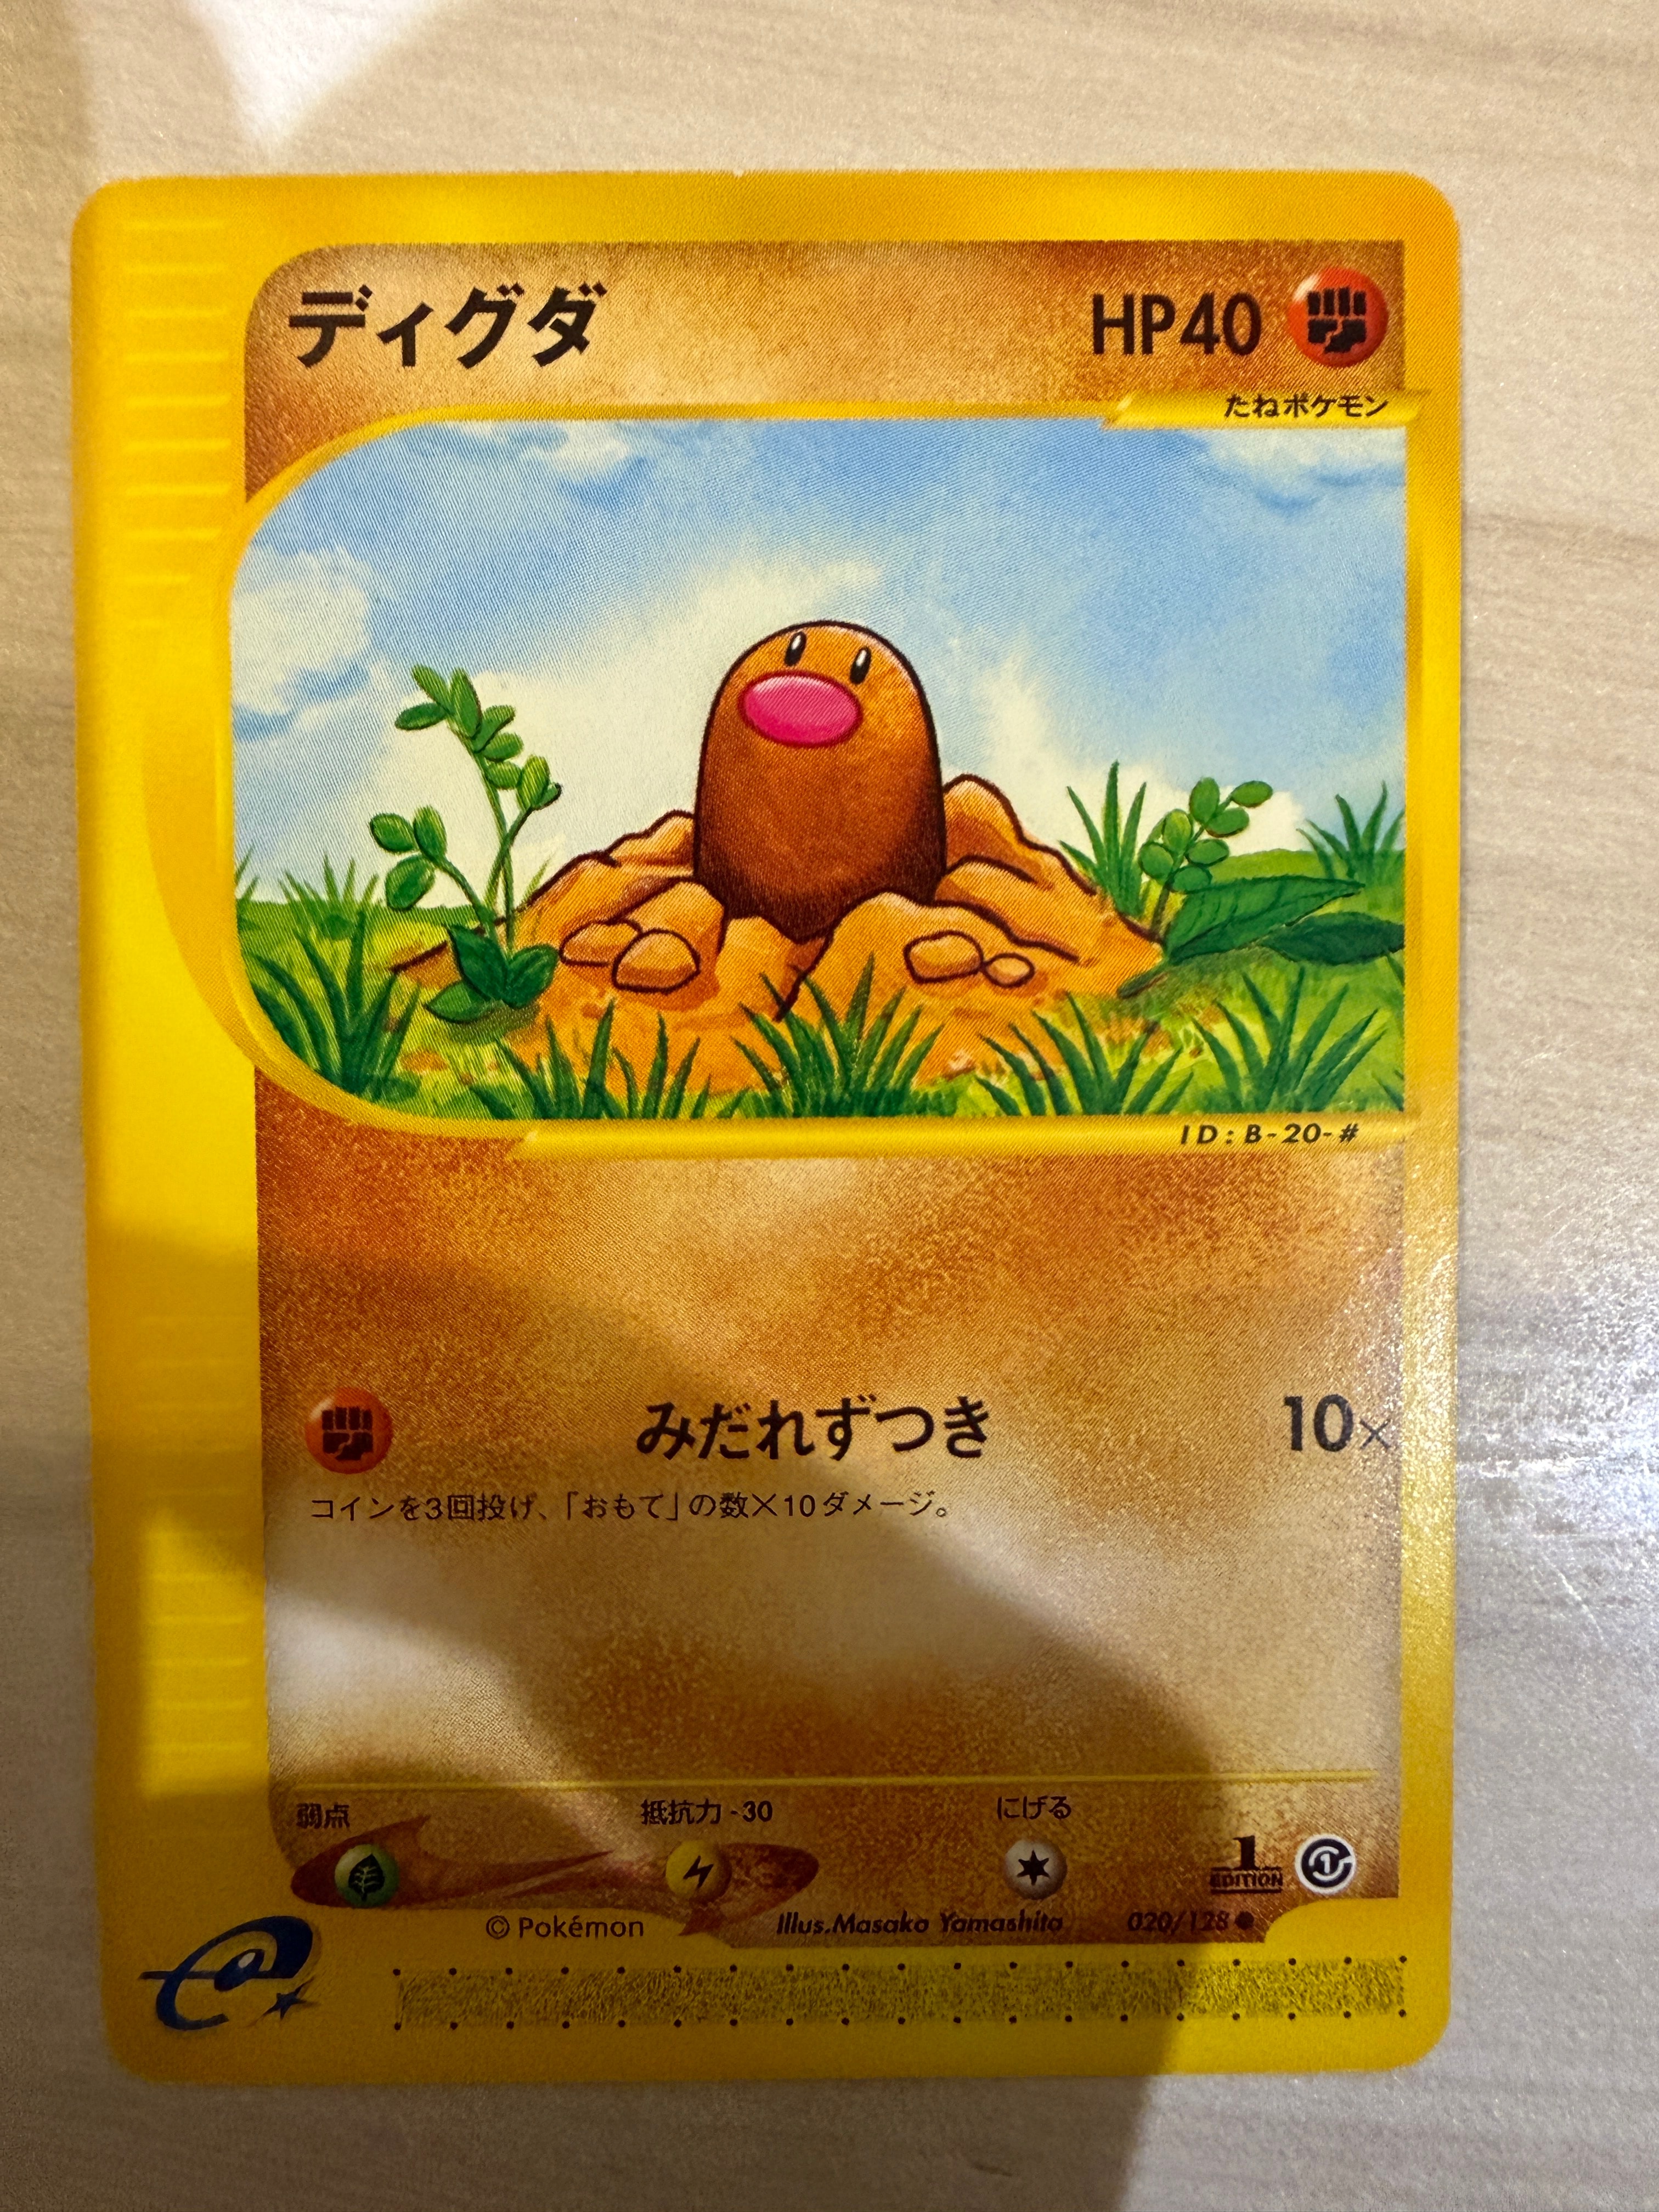 ディグダ HP40
たねポケモン
ID: B-20-#
みだれずつき 10×
コインを3回投げ、「おもて」の数×10ダメージ。
弱点 抵抗力 -30 にげる
1 EDITION
1
© Pokémon Illus.Masako Yamashita 020/128 ●
e